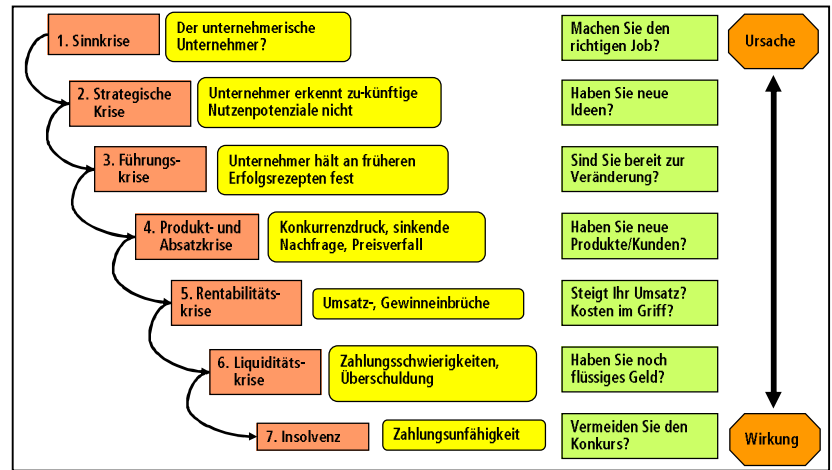 1. Sinnkrise
Der unternehmerische
Unternehmer?
Machen Sie den
richtigen Job?
Ursache
2. Strategische
Krise
Unternehmer erkennt zu-künftige
Nutzenpotenziale nicht
Haben Sie neue
Ideen?
3. Führungs-
krise
Unternehmer hält an früheren
Erfolgsrezepten fest
Sind Sie bereit zur
Veränderung?
4. Produkt- und
Absatzkrise
Konkurrenzdruck, sinkende
Nachfrage, Preisverfall
Haben Sie neue
Produkte/Kunden?
5. Rentabilitäts-
krise
Umsatz-, Gewinneinbrüche
Steigt Ihr Umsatz?
Kosten im Griff?
6. Liquiditäts-
krise
Zahlungsschwierigkeiten,
Überschuldung
Haben Sie noch
flüssiges Geld?
7. Insolvenz
Zahlungsunfähigkeit
Vermeiden Sie den
Konkurs?
Wirkung